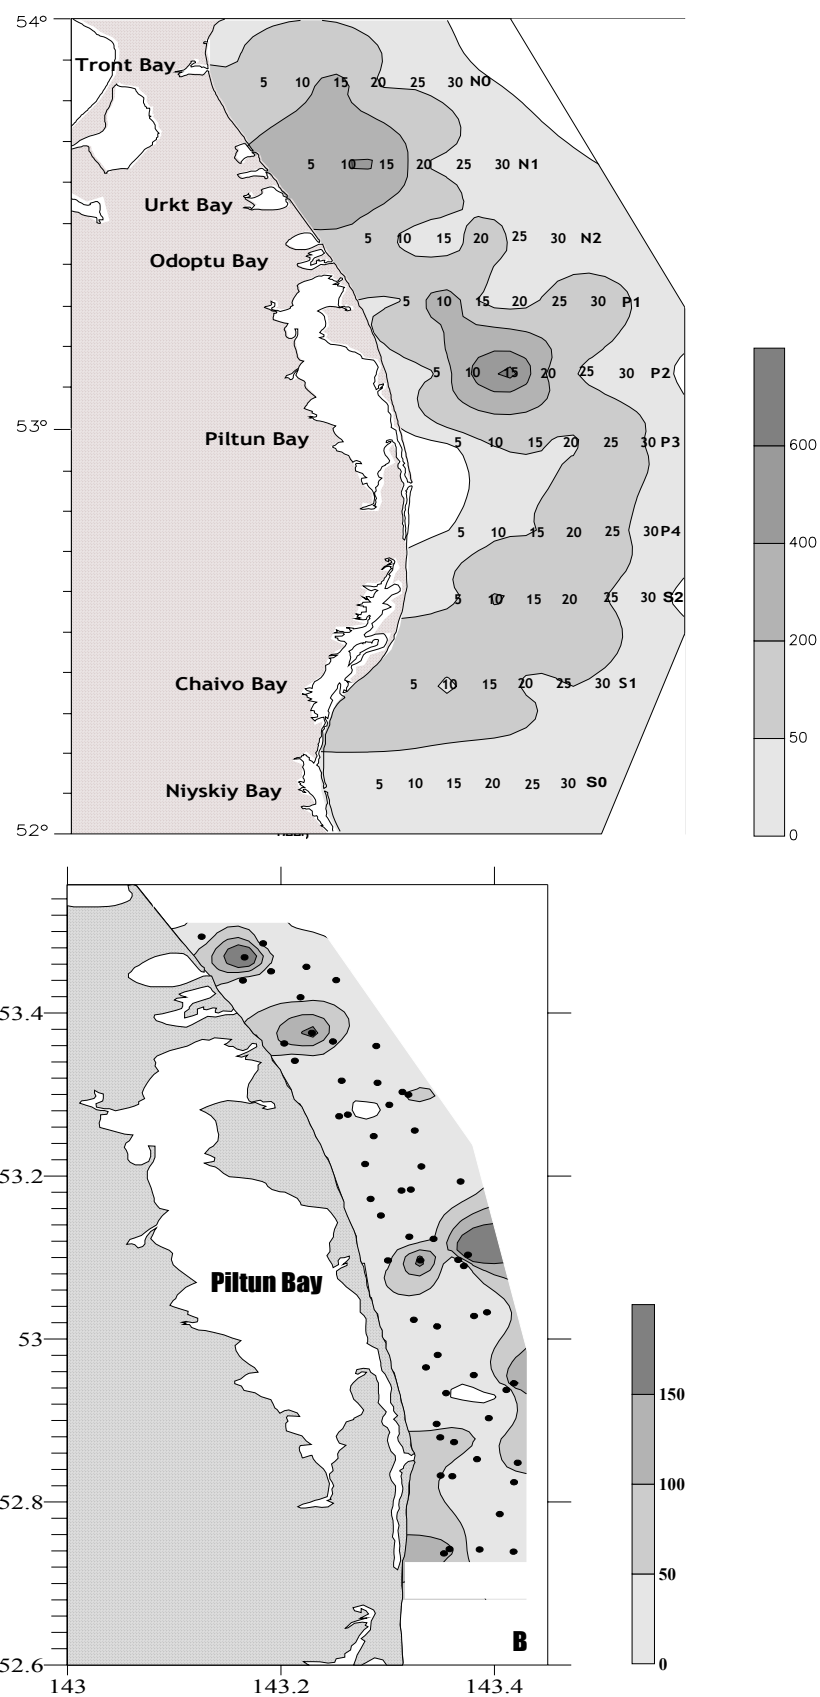 54°
Tront Bay
5 10 15 20 25 30 N0
5 10 15 20 25 30 N1
Urkt Bay
5 10 15 20 25 30 N2
Odoptu Bay
5 10 15 20 25 30 P1
5 10 15 20 25 30 P2
53°
Piltun Bay
5 10 15 20 25 30 P3
5 10 15 20 25 30 P4
5 10 15 20 25 30 S2
Chaivo Bay
5 10 15 20 25 30 S1
Niyskiy Bay
5 10 15 20 25 30 S0
52°
600
400
200
50
0
53.4
53.2
Piltun Bay
53
52.8
B
52.6
143 143.2 143.4
150
100
50
0